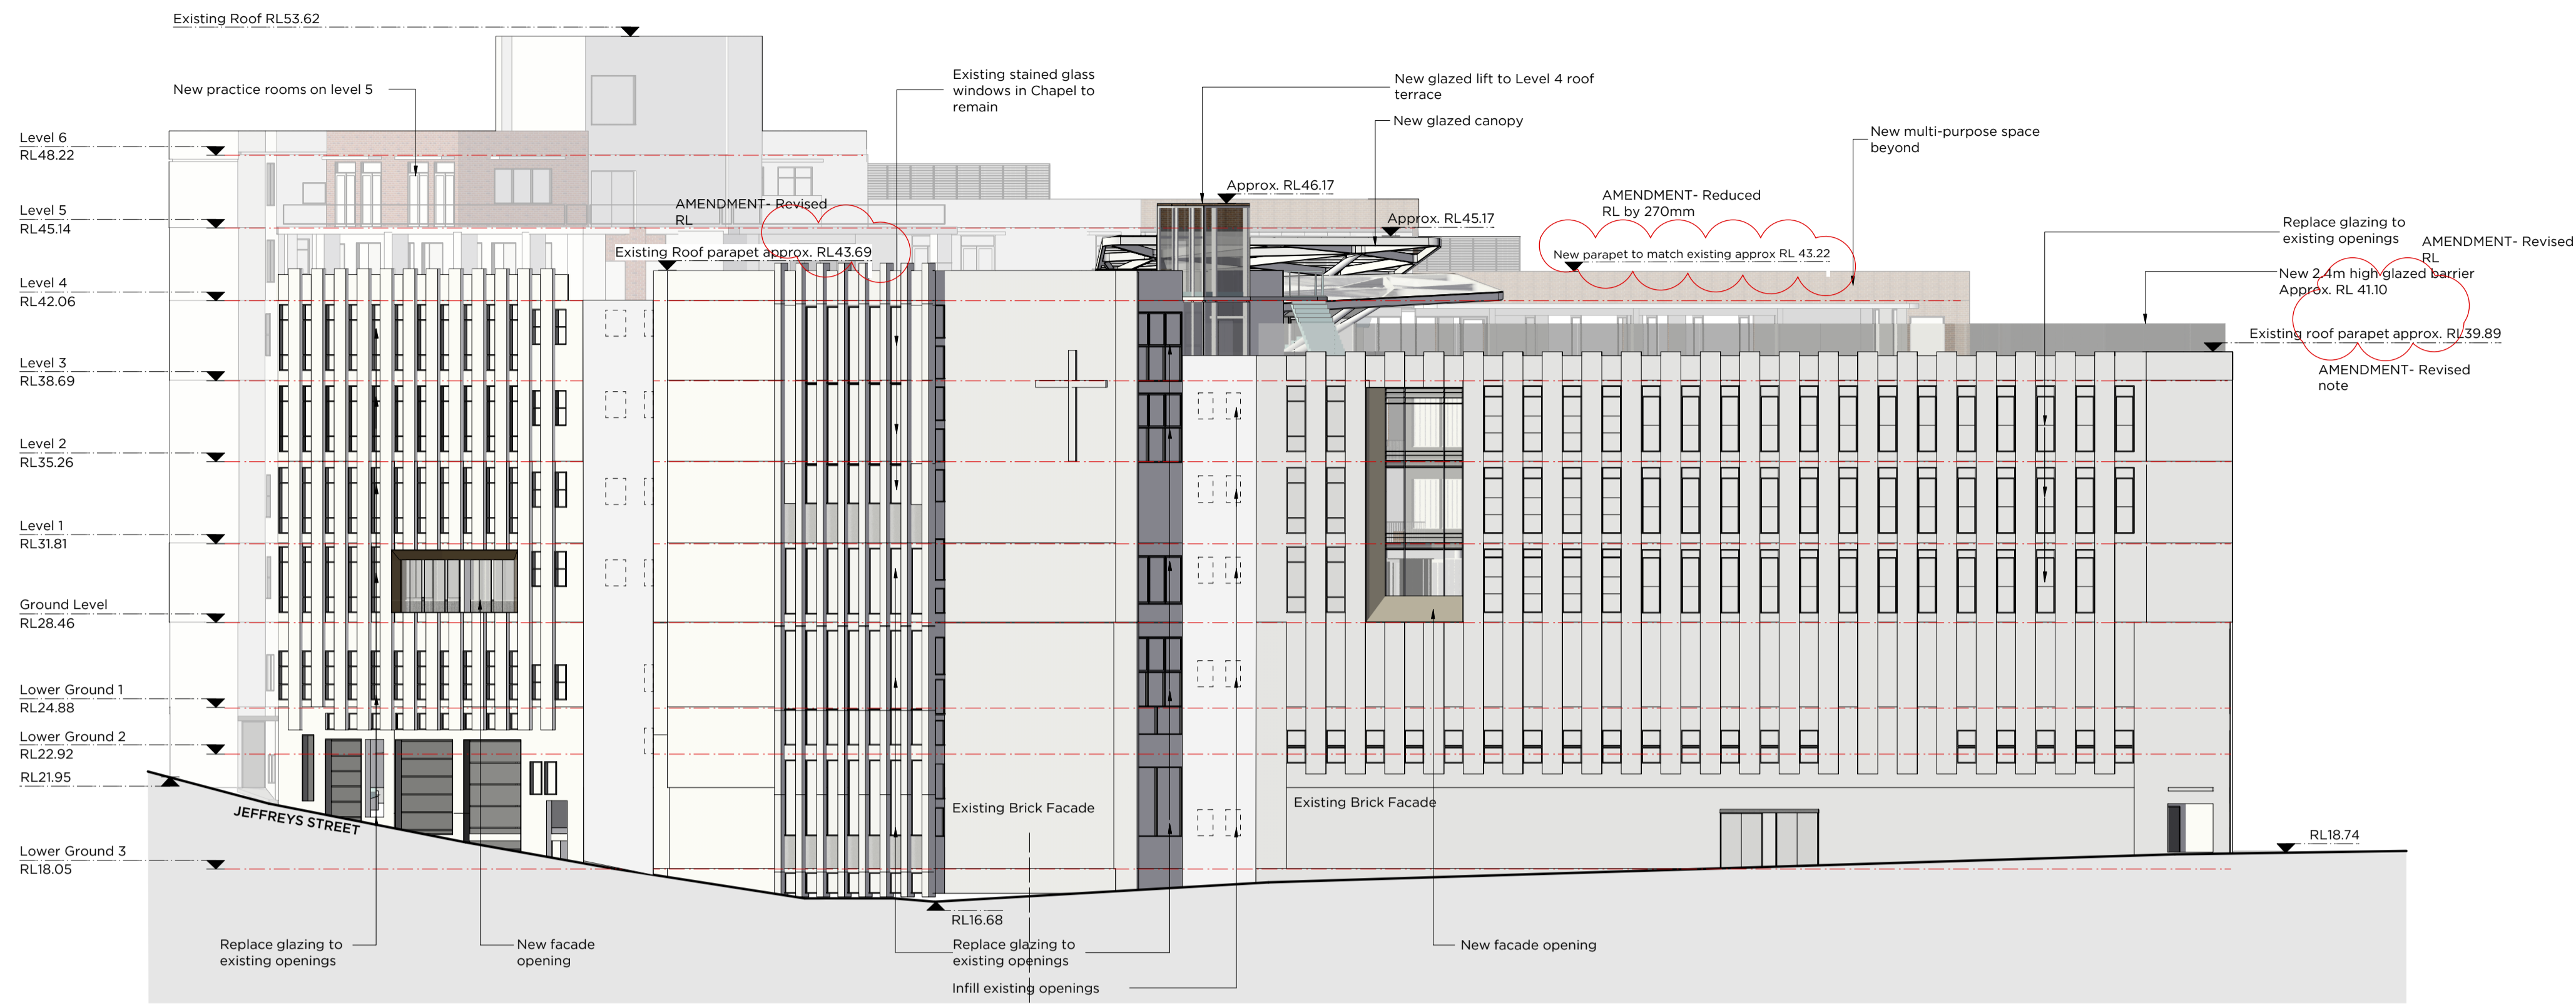 Existing Roof RL53.62
New practice rooms on level 5
Existing stained glass
windows in Chapel to
remain
New glazed lift to Level 4 roof
terrace
New glazed canopy
New multi-purpose space
beyond
Level 6
RL48.22
Level 5
RL45.14
Level 4
RL42.06
Level 3
RL38.69
Level 2
RL35.26
Level 1
RL31.81
Ground Level
RL28.46
Lower Ground 1
RL24.88
Lower Ground 2
RL22.92
RL21.95
Lower Ground 3
RL18.05
AMENDMENT- Revised
RL
Existing Roof parapet approx. RL43.69
Approx. RL46.17
Approx. RL45.17
AMENDMENT- Reduced
RL by 270mm
New parapet to match existing approx RL 43.22
Replace glazing to
existing openings
AMENDMENT- Revised
RL
New 2.4m high glazed barrier
Approx. RL 41.10
Existing roof parapet approx. RL39.89
AMENDMENT- Revised
note
JEFFREYS STREET
Existing Brick Facade
Existing Brick Facade
RL18.74
RL16.68
Replace glazing to
existing openings
New facade
opening
Replace glazing to
existing openings
New facade opening
Infill existing openings